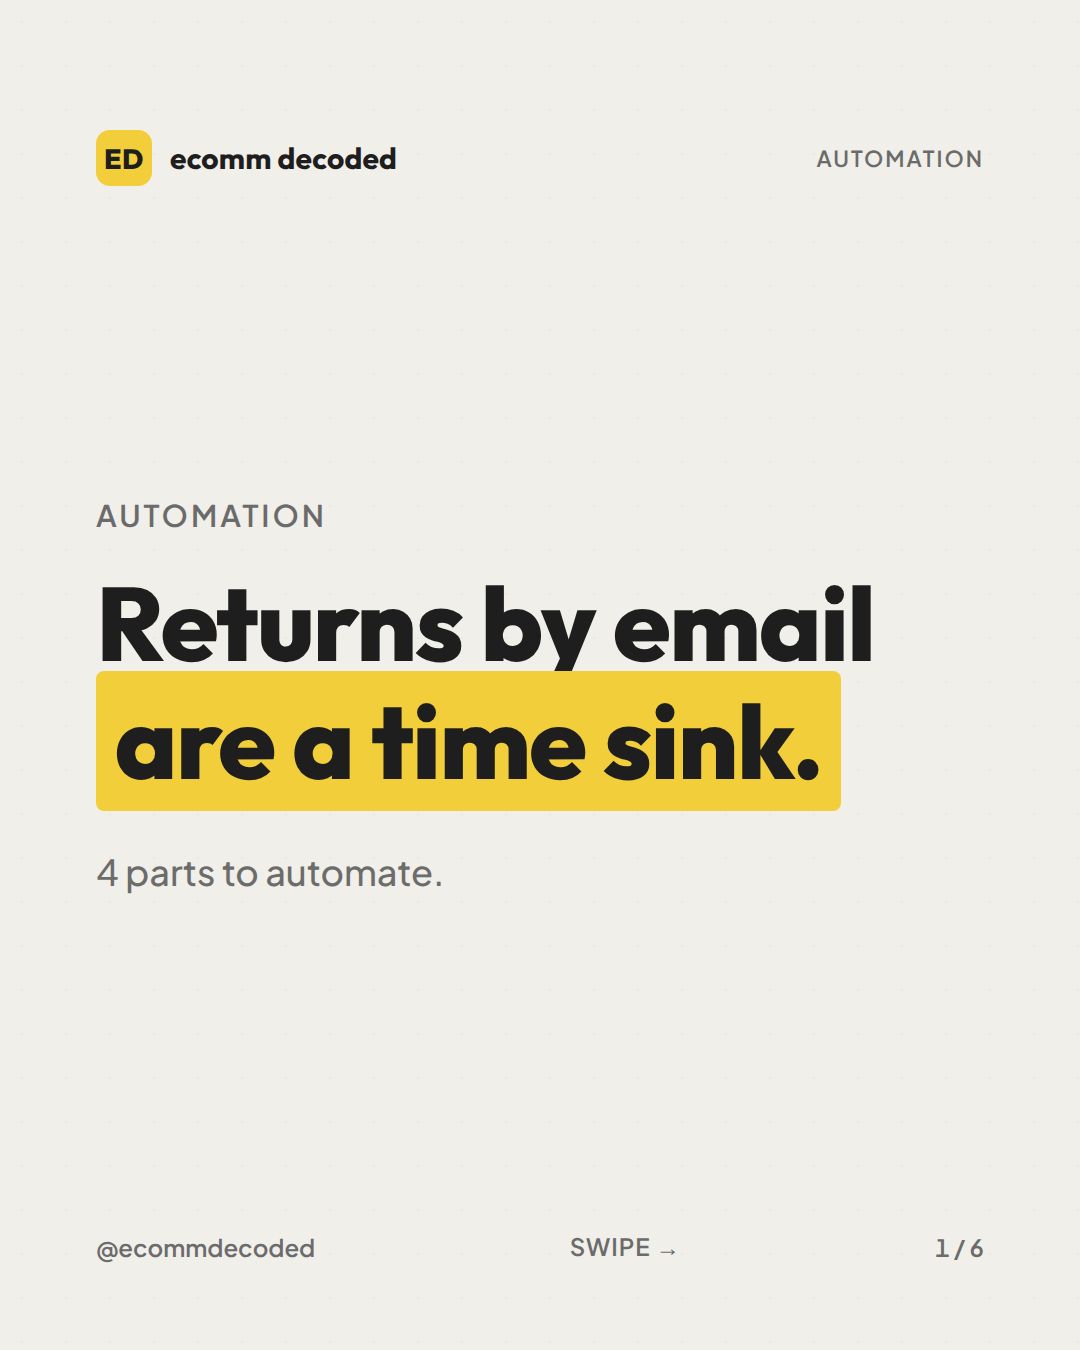 ED ecomm decoded
AUTOMATION
AUTOMATION
Returns by email
are a time sink.
4 parts to automate.
@ecommdecoded
SWIPE →
1 / 6